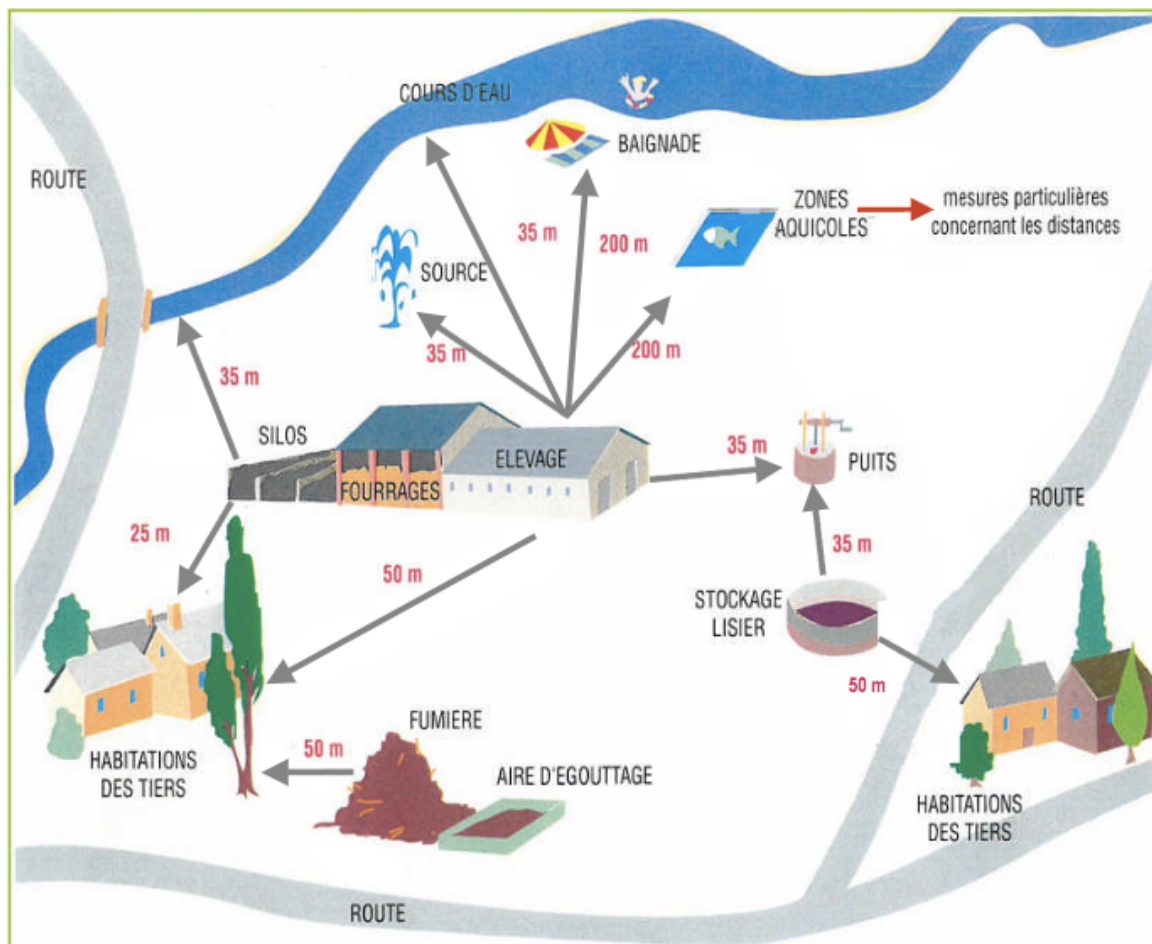 COURS D'EAU
BAIGNADE
ROUTE
ZONES
AQUICOLES
mesures particulières
concernant les distances
35 m
200 m
SOURCE
35 m
200 m
35 m
SILOS
ELEVAGE
FOURRAGES
35 m
PUITS
ROUTE
25 m
50 m
35 m
STOCKAGE
LISIER
50 m
FUMIERE
50 m
HABITATIONS
DES TIERS
AIRE D'EGOUTTAGE
HABITATIONS
DES TIERS
ROUTE